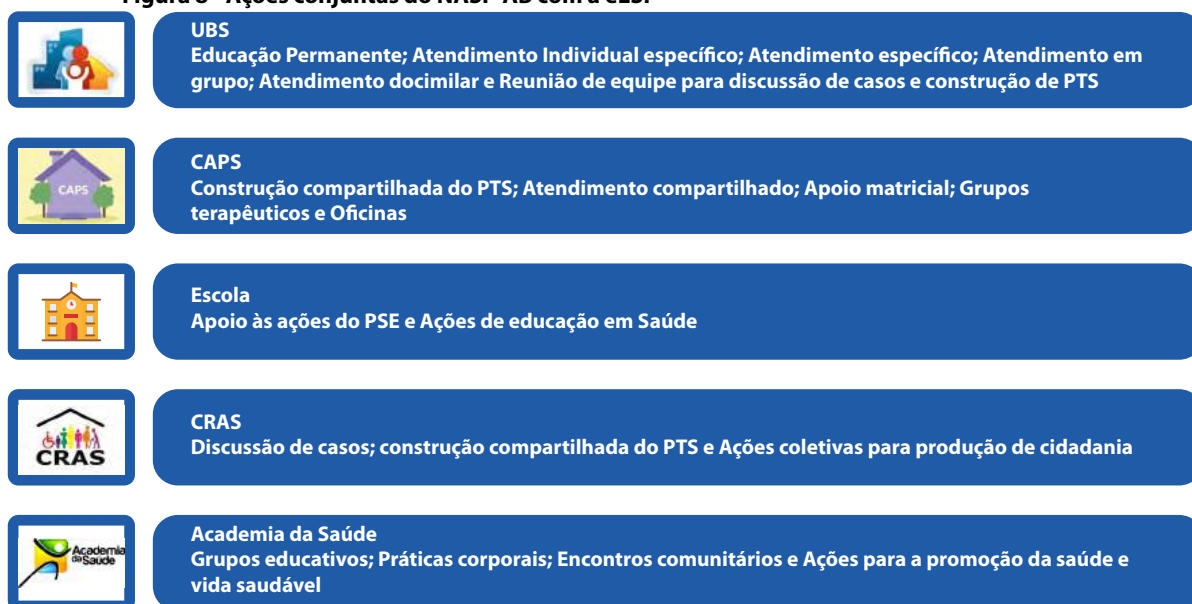 UBS
Educação Permanente; Atendimento Individual específico; Atendimento específico; Atendimento em
grupo; Atendimento docimilar e Reunião de equipe para discussão de casos e construção de PTS
CAPS
CAPS
Construção compartilhada do PTS; Atendimento compartilhado; Apoio matricial; Grupos
terapêuticos e Oficinas
Escola
Apoio às ações do PSE e Ações de educação em Saúde
CRAS
CRAS
Discussão de casos; construção compartilhada do PTS e Ações coletivas para produção de cidadania
Academia
da Saúde
Academia da Saúde
Grupos educativos; Práticas corporais; Encontros comunitários e Ações para a promoção da saúde e
vida saudável